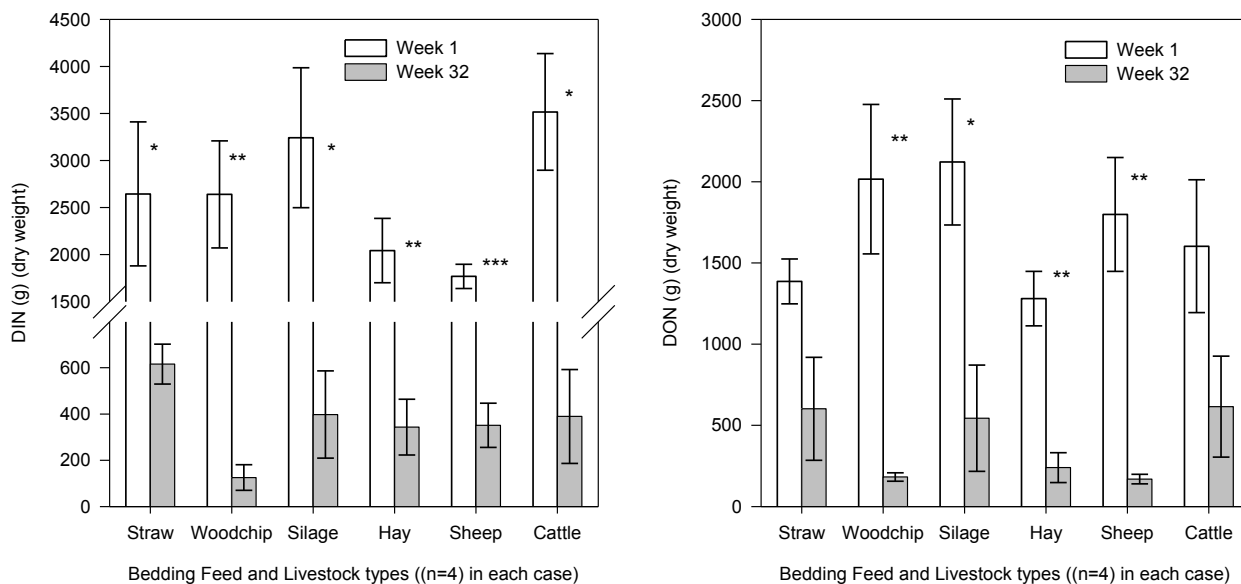 DIN (g) (dry weight)
4500
4000
3500
3000
2500
2000
1500
600
400
200
0
Week 1
Week 32
*
**
*
**
***
*
Straw Woodchip Silage Hay Sheep Cattle
Bedding Feed and Livestock types ((n=4) in each case)
DON (g) (dry weight)
3000
2500
2000
1500
1000
500
0
Week 1
Week 32
**
*
**
**
Straw Woodchip Silage Hay Sheep Cattle
Bedding Feed and Livestock types ((n=4) in each case)